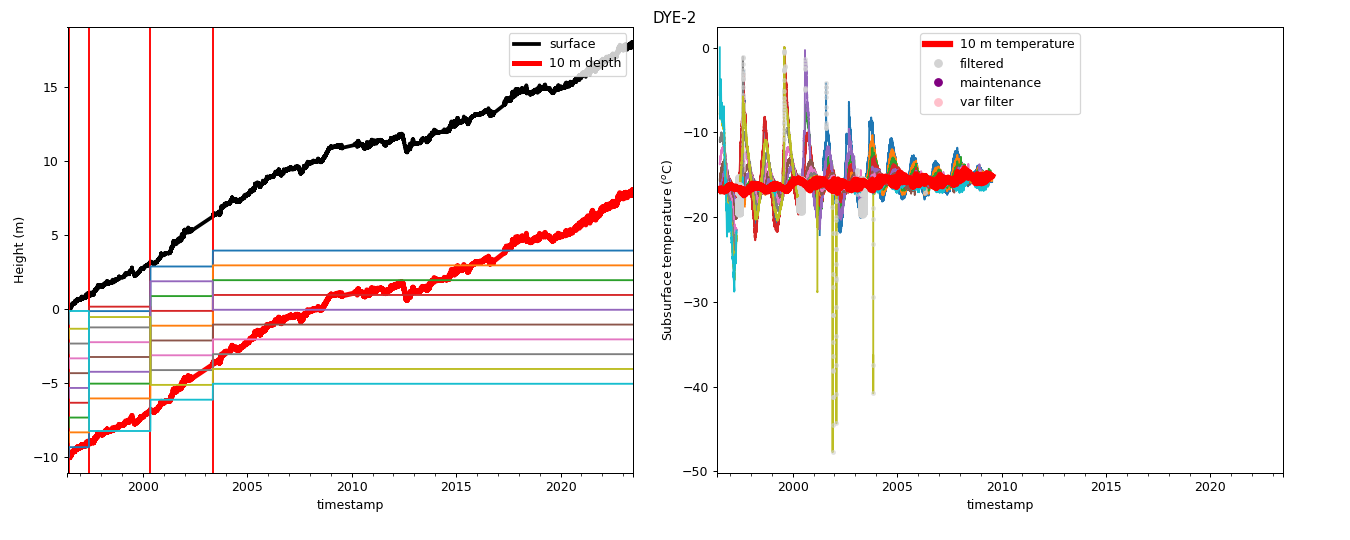 DYE-2
surface
10 m depth
15
10
5
0
−5
−10
Height (m)
2000
2005
2010
2015
2020
timestamp
10 m temperature
filtered
maintenance
var filter
0
−10
−20
−30
−40
−50
Subsurface temperature (°C)
2000
2005
2010
2015
2020
timestamp